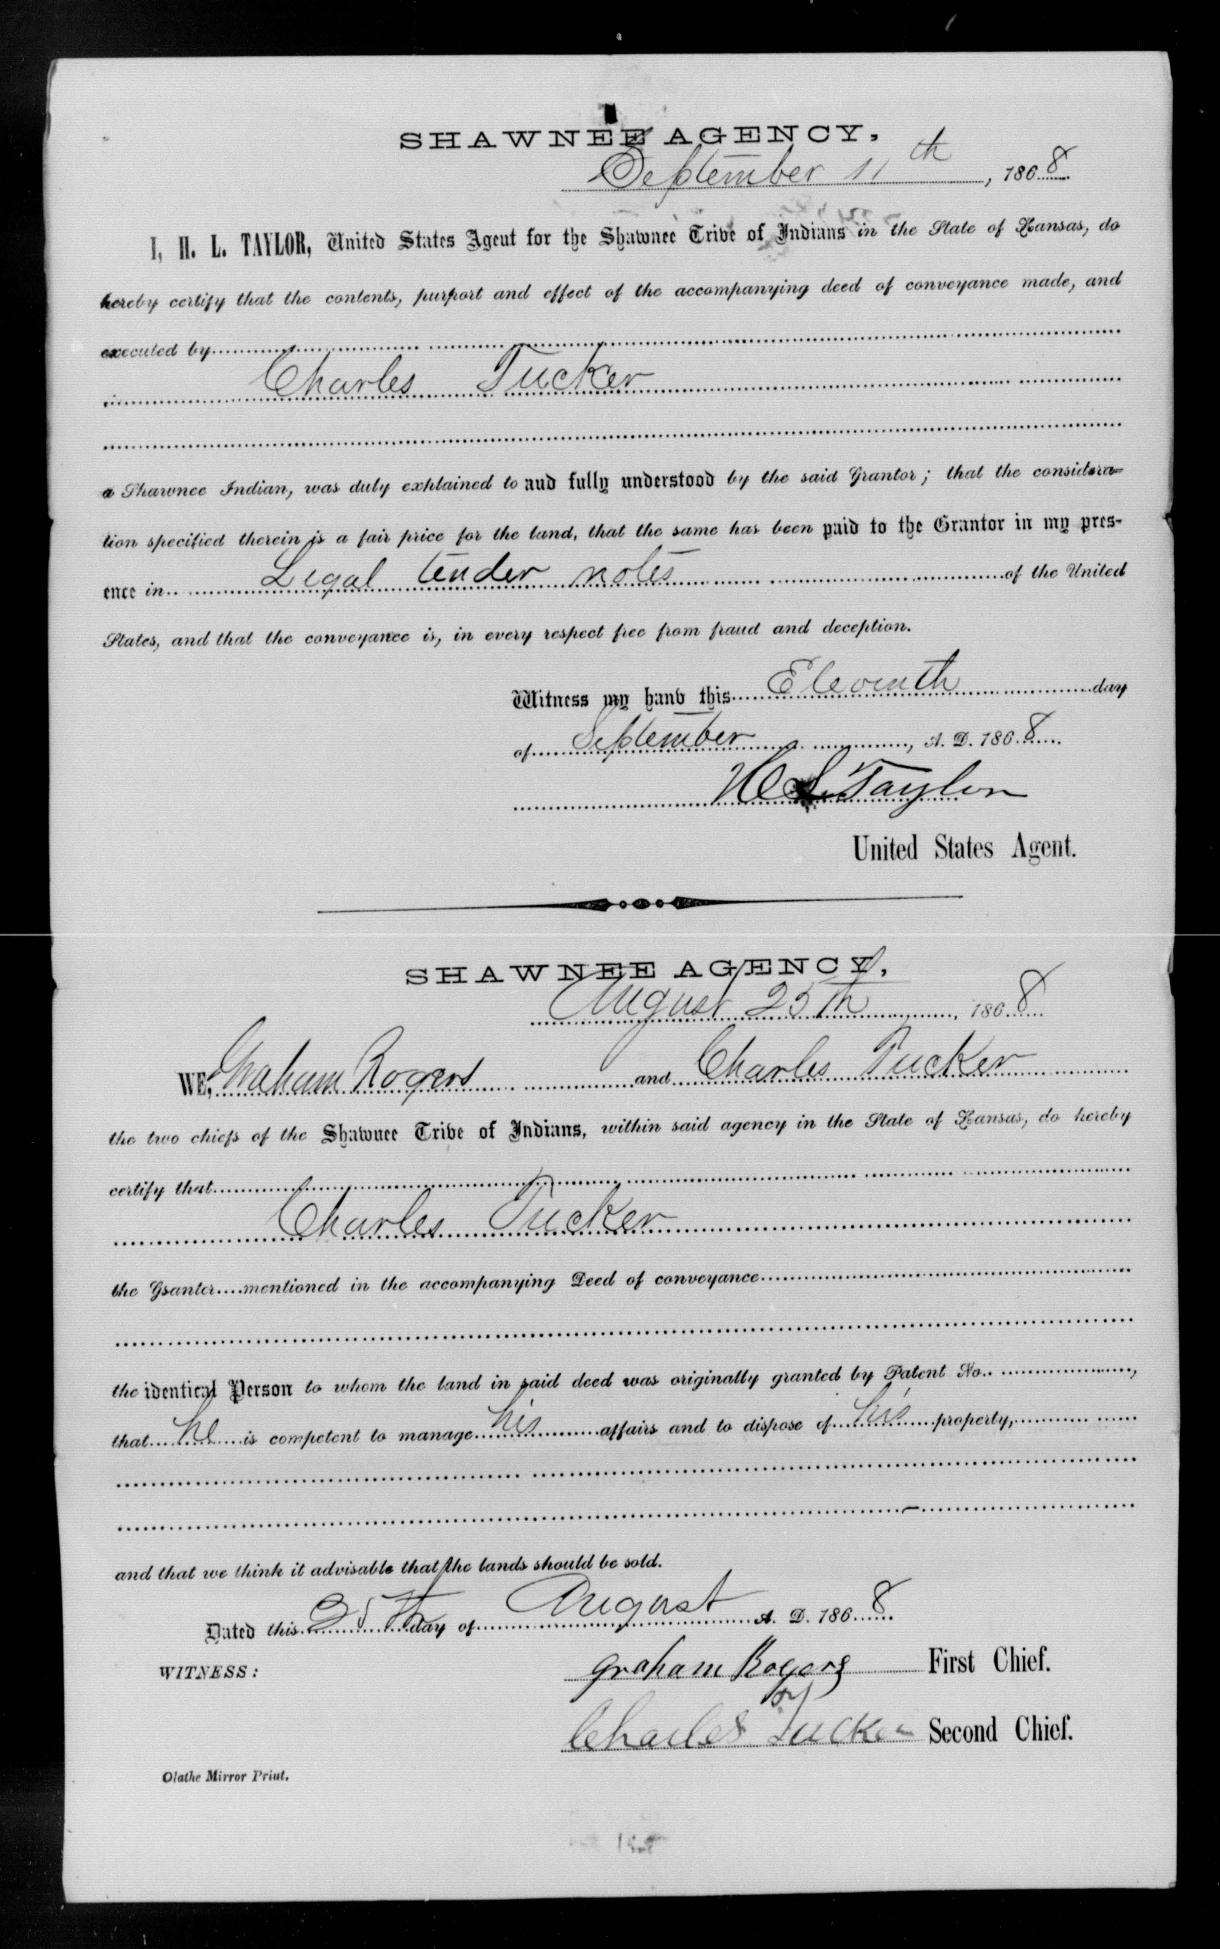 SHAWNEE AGENCY,
September 11th, 1868.
I, H. L. TAYLOR, United States Agent for the Shawnee Tribe of Indians in the State of Kansas, do
hereby certify that the contents, purport and effect of the accompanying deed of conveyance made, and
executed by
Charles Tucker
a Shawnee Indian, was duly explained to and fully understood by the said Grantor; that the considera-
tion specified therein is a fair price for the land, that the same has been paid to the Grantor in my pres-
ence in Legal tender notes of the United
States, and that the conveyance is, in every respect free from fraud and deception.
Witness my hand this Eleventh day
of September, A. D. 1868
H L Taylor
United States Agent.
SHAWNEE AGENCY,
August 25th, 1868
WE, Graham Rogers and Charles Tucker
the two chiefs of the Shawnee Tribe of Indians, within said agency in the State of Kansas, do hereby
certify that
Charles Tucker
the Grantor mentioned in the accompanying Deed of conveyance
the identical Person to whom the land in said deed was originally granted by Patent No.,
that he is competent to manage his affairs and to dispose of his property,
and that we think it advisable that the lands should be sold.
Dated this 25th day of August A. D. 1868
WITNESS:
Graham Rogers First Chief.
Charles Tucker Second Chief.
Olathe Mirror Print.